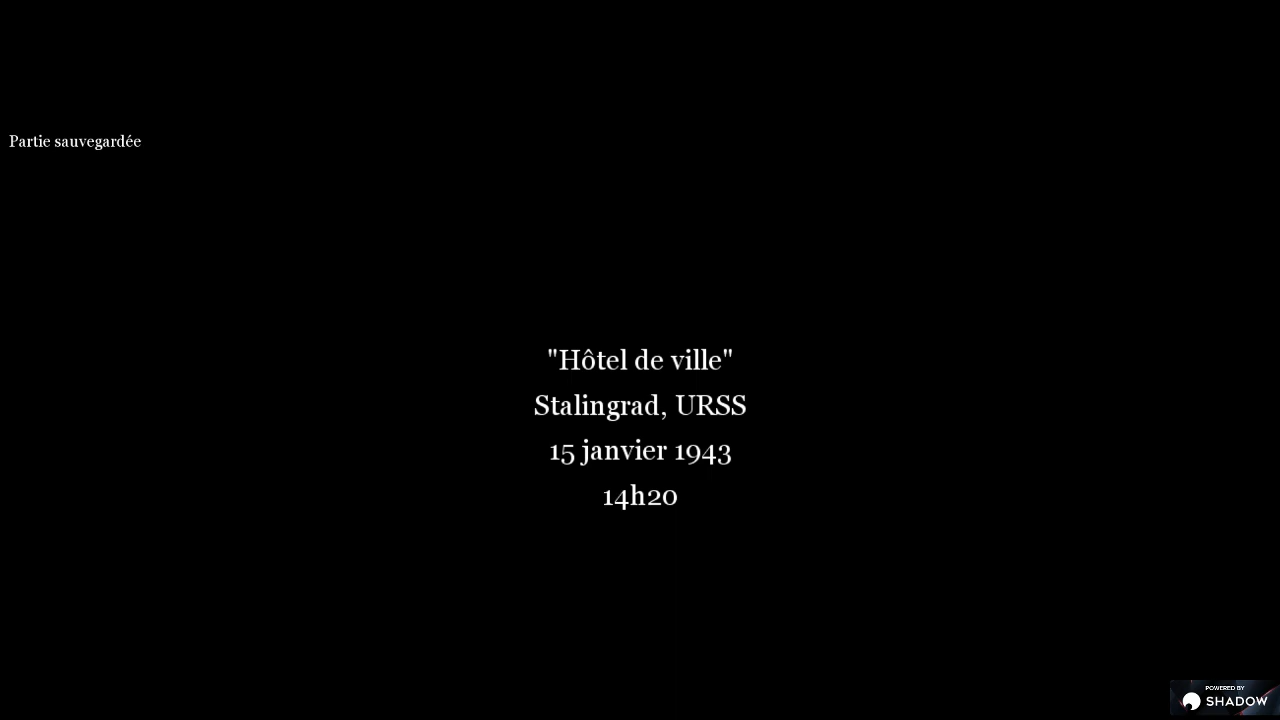 Partie sauvegardée
"Hôtel de ville"
Stalingrad, URSS
15 janvier 1943
14h20
POWERED BY
SHADOW